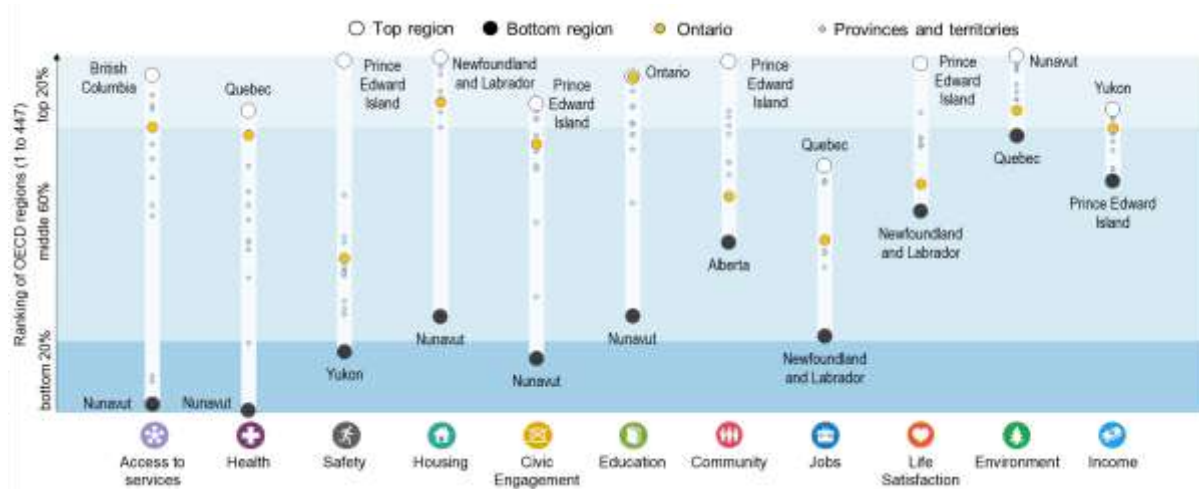 Top region
Bottom region
Ontario
Provinces and territories
Ranking of OECD regions (1 to 447)
top 20%
middle 60%
bottom 20%
British
Columbia
Nunavut
Quebec
Nunavut
Prince
Edward
Island
Yukon
Newfoundland
and Labrador
Nunavut
Prince
Edward
Island
Nunavut
Ontario
Nunavut
Prince
Edward
Island
Alberta
Quebec
Newfoundland
and Labrador
Prince
Edward
Island
Newfoundland
and Labrador
Nunavut
Quebec
Yukon
Prince Edward
Island
Access to
services
Health
Safety
Housing
Civic
Engagement
Education
Community
Jobs
Life
Satisfaction
Environment
Income